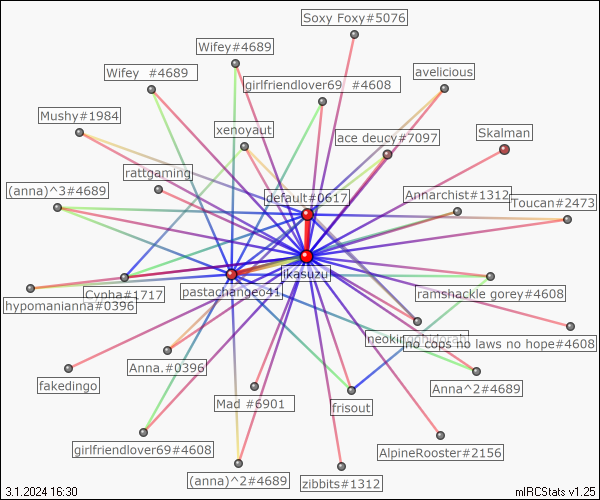 Soxy Foxy#5076
Wifey#4689
Wifey  #4689
girlfriendlover69  #4608
avelicious
Mushy#1984
xenoyaut
ace deucy#7097
Skalman
rattgaming
(anna)^3#4689
default#0617
Annarchist#1312
Toucan#2473
ikasuzu
pastachangeo41
Cypha#1717
ramshackle gorey#4608
hypomanianna#0396
no cops no laws no hope#4608
Anna.#0396
fakedingo
Anna^2#4689
Mad #6901
frisout
girlfriendlover69#4608
AlpineRooster#2156
(anna)^2#4689
zibbits#1312
3.1.2024 16:30
mIRCStats v1.25